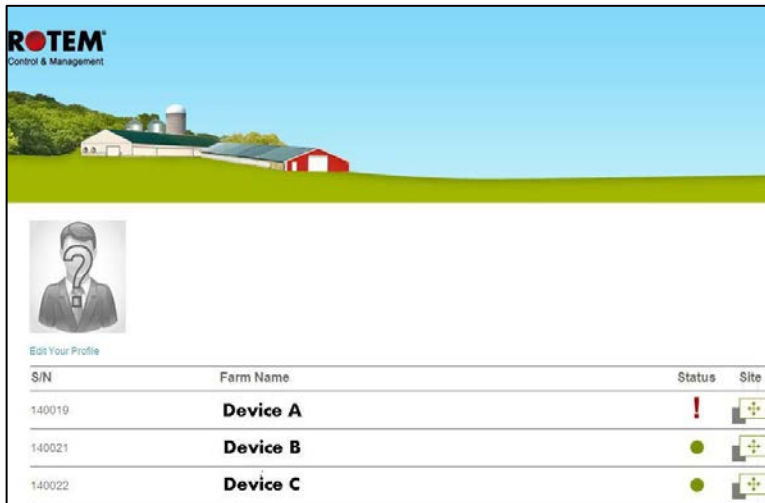 ROTEM
Control & Management
Edit Your Profile
S/N Farm Name Status Site
140019 Device A !
140021 Device B
140022 Device C